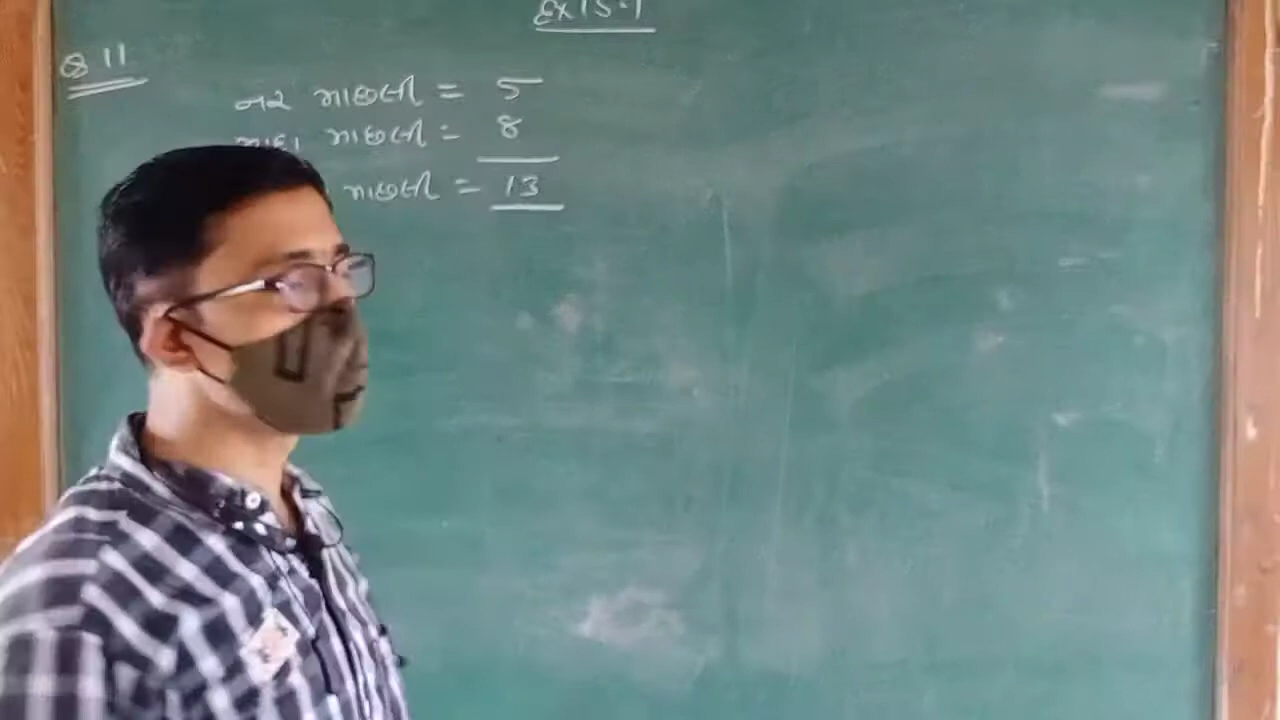 Ex 15.1
Q 11
નર માછલી = 5
માદા માછલી = 8
માછલી = 13